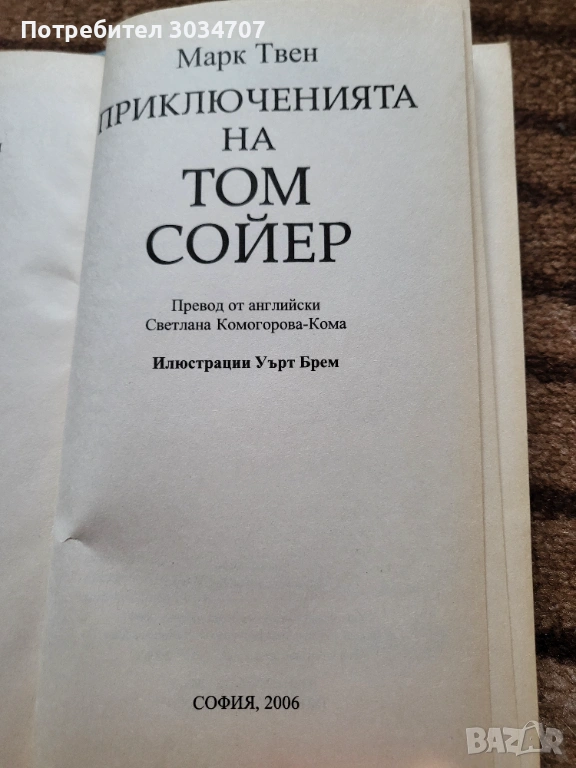 Потребител 3034707
Марк Твен
ПРИКЛЮЧЕНИЯТА
НА
ТОМ
СОЙЕР
Превод от английски
Светлана Комогорова-Кома
Илюстрации Уърт Брем
СОФИЯ, 2006
BAZAR